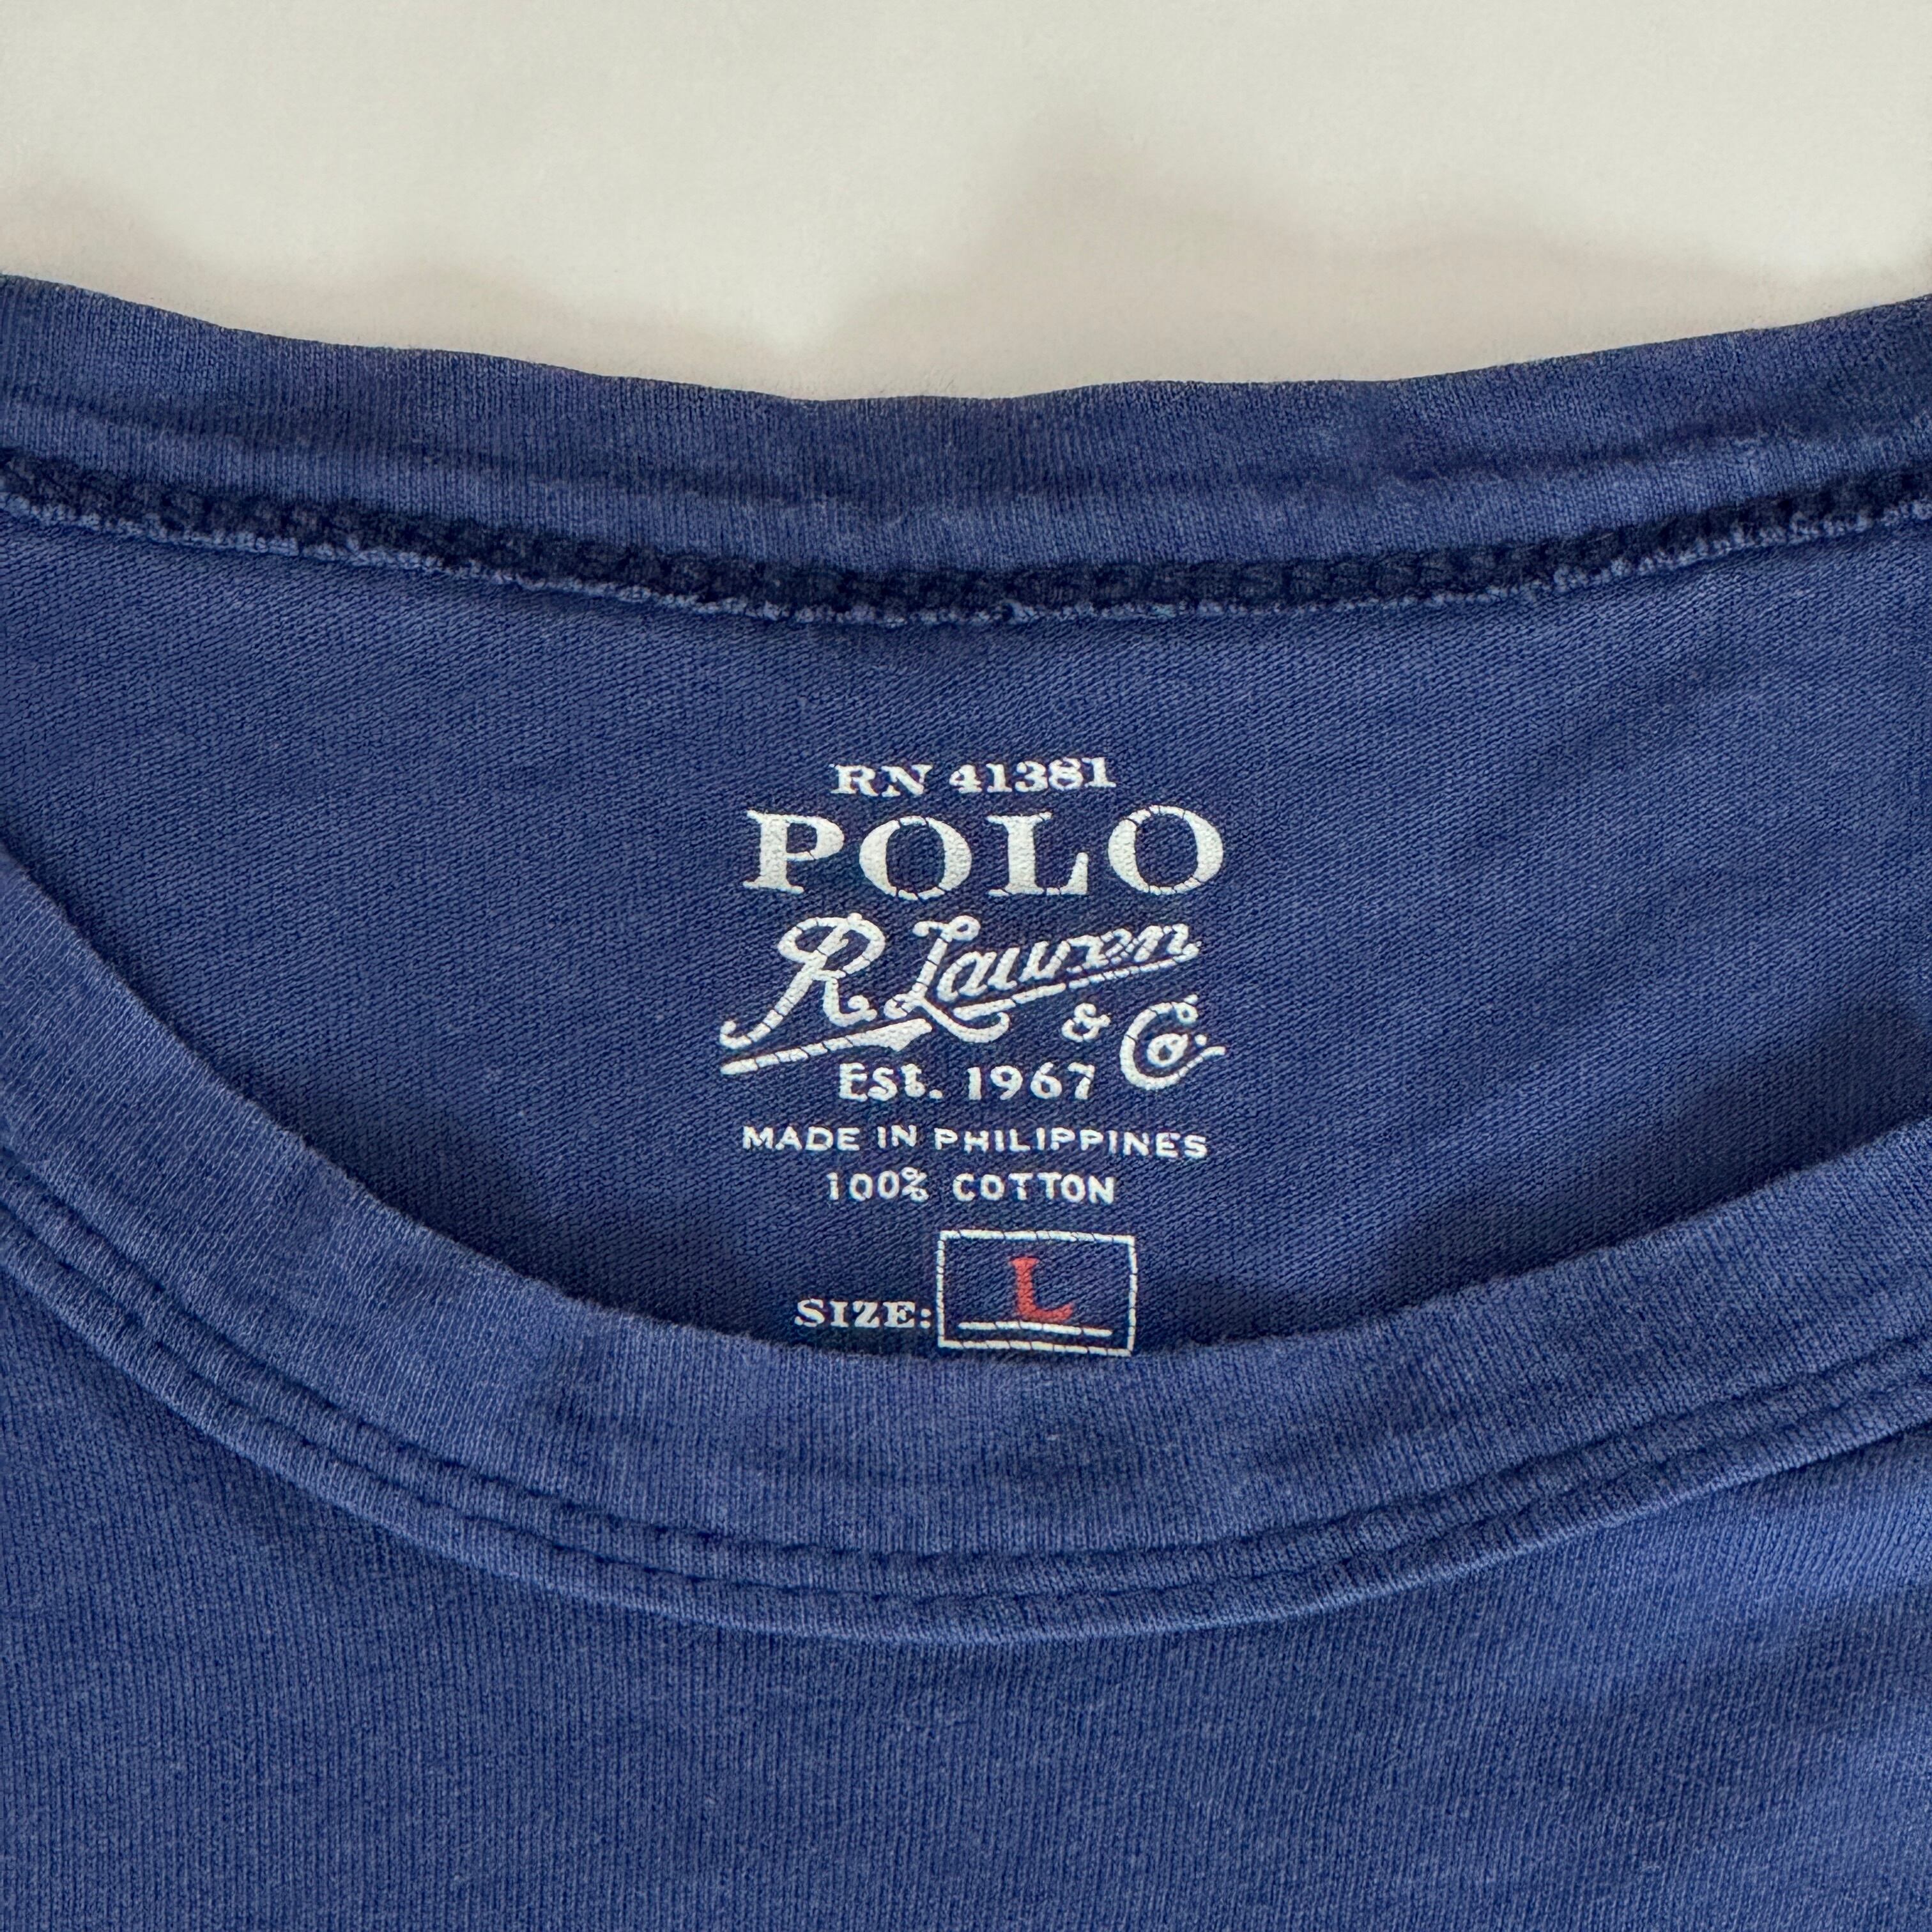 RN 41381
POLO
R. Lauren
& Co.
Est. 1967
MADE IN PHILIPPINES
100% COTTON
SIZE: L